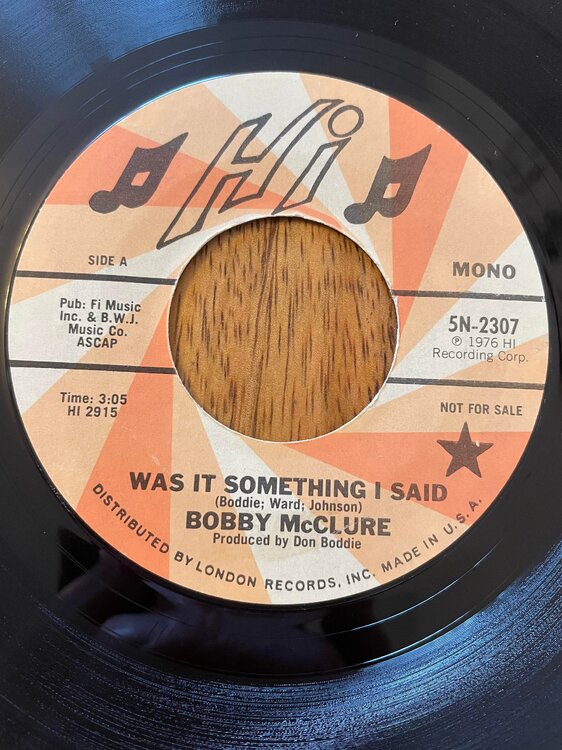 Hi
SIDE A
MONO
Pub: Fi Music
Inc. & B.W.J.
Music Co.
ASCAP
5N-2307
℗ 1976 HI
Recording Corp.
Time: 3:05
HI 2915
NOT FOR SALE
WAS IT SOMETHING I SAID
(Boddie; Ward; Johnson)
BOBBY McCLURE
Produced by Don Boddie
DISTRIBUTED BY LONDON RECORDS, INC. MADE IN U.S.A.